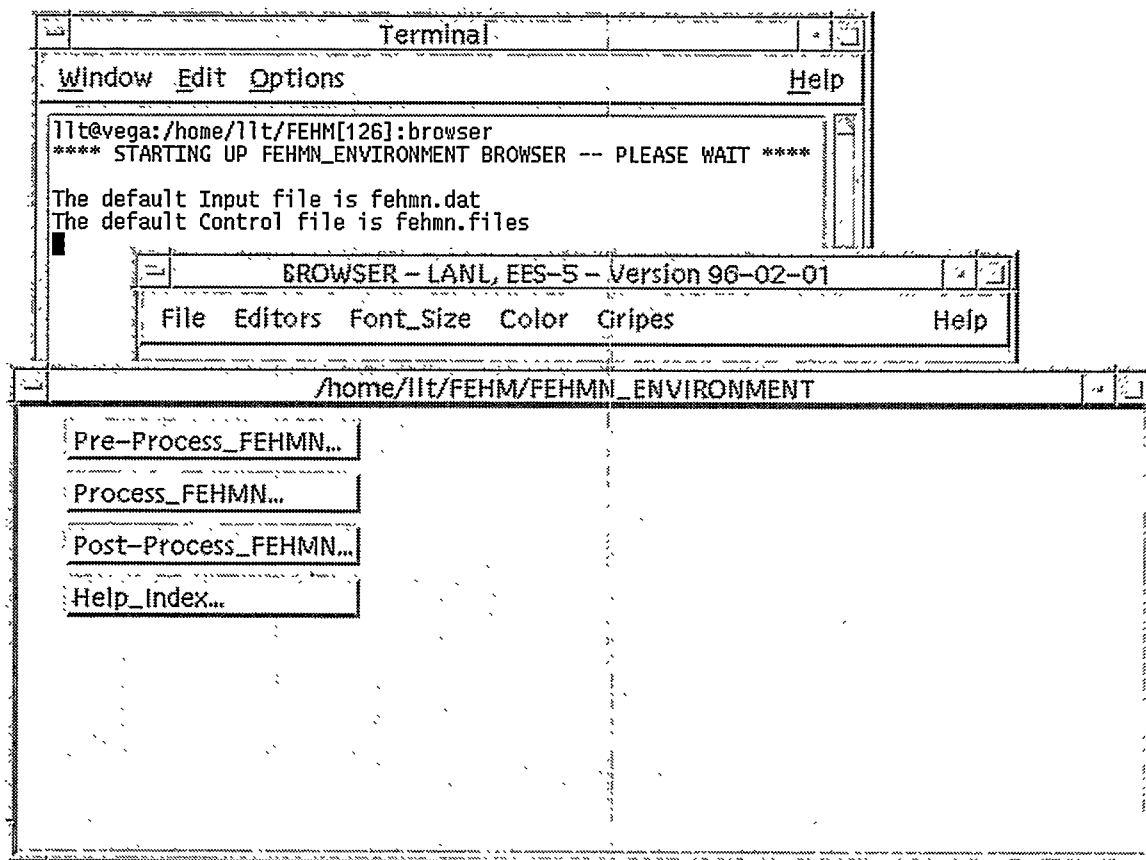 Terminal
Window Edit Options Help
llt@vega:/home/llt/FEHM[126]:browser
**** STARTING UP FEHMN_ENVIRONMENT BROWSER -- PLEASE WAIT ****
The default Input file is fehmn.dat
The default Control file is fehmn.files
BROWSER – LANL, EES–5 – Version 96–02–01
File Editors Font_Size Color Gripes Help
/home/llt/FEHM/FEHMN_ENVIRONMENT
Pre–Process_FEHMN...
Process_FEHMN...
Post–Process_FEHMN...
Help_Index...